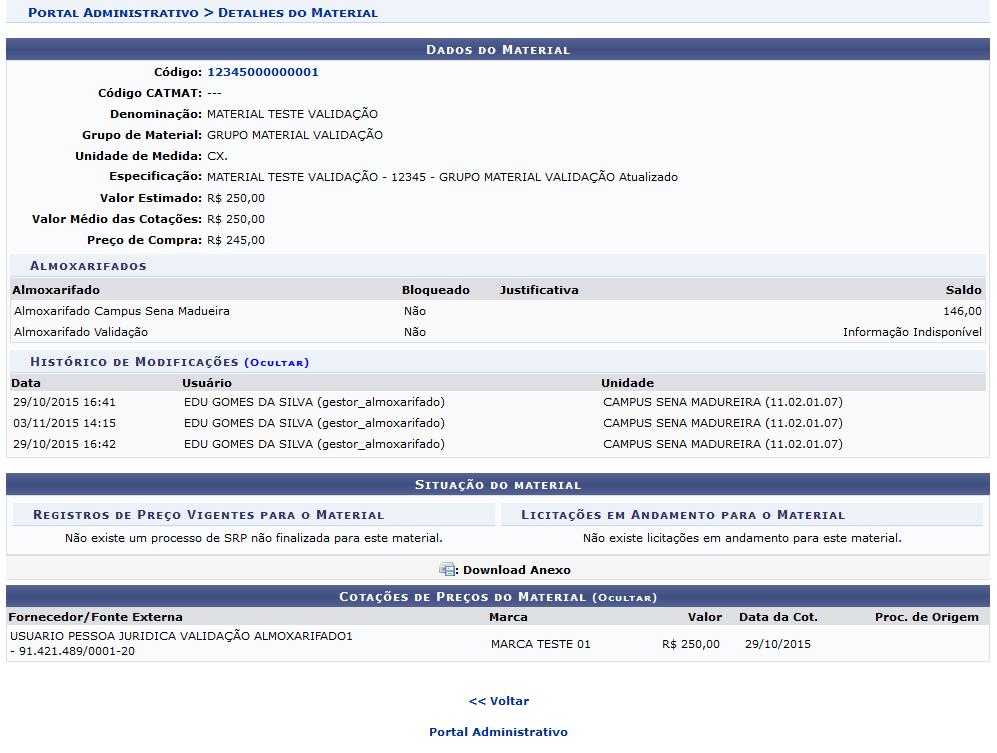 Portal Administrativo > Detalhes do Material
Dados do Material
Código: 12345000000001
Código CATMAT: ---
Denominação: MATERIAL TESTE VALIDAÇÃO
Grupo de Material: GRUPO MATERIAL VALIDAÇÃO
Unidade de Medida: CX.
Especificação: MATERIAL TESTE VALIDAÇÃO - 12345 - GRUPO MATERIAL VALIDAÇÃO Atualizado
Valor Estimado: R$ 250,00
Valor Médio das Cotações: R$ 250,00
Preço de Compra: R$ 245,00
Almoxarifados
Almoxarifado Bloqueado Justificativa Saldo
Almoxarifado Campus Sena Madueira Não 146,00
Almoxarifado Validação Não Informação Indisponível
Histórico de Modificações (Ocultar)
Data Usuário Unidade
29/10/2015 16:41 EDU GOMES DA SILVA (gestor_almoxarifado) CAMPUS SENA MADUREIRA (11.02.01.07)
03/11/2015 14:15 EDU GOMES DA SILVA (gestor_almoxarifado) CAMPUS SENA MADUREIRA (11.02.01.07)
29/10/2015 16:42 EDU GOMES DA SILVA (gestor_almoxarifado) CAMPUS SENA MADUREIRA (11.02.01.07)
Situação do material
Registros de Preço Vigentes para o Material Licitações em Andamento para o Material
Não existe um processo de SRP não finalizada para este material. Não existe licitações em andamento para este material.
: Download Anexo
Cotações de Preços do Material (Ocultar)
Fornecedor/Fonte Externa Marca Valor Data da Cot. Proc. de Origem
USUARIO PESSOA JURIDICA VALIDAÇÃO ALMOXARIFADO1
- 91.421.489/0001-20 MARCA TESTE 01 R$ 250,00 29/10/2015
<< Voltar
Portal Administrativo